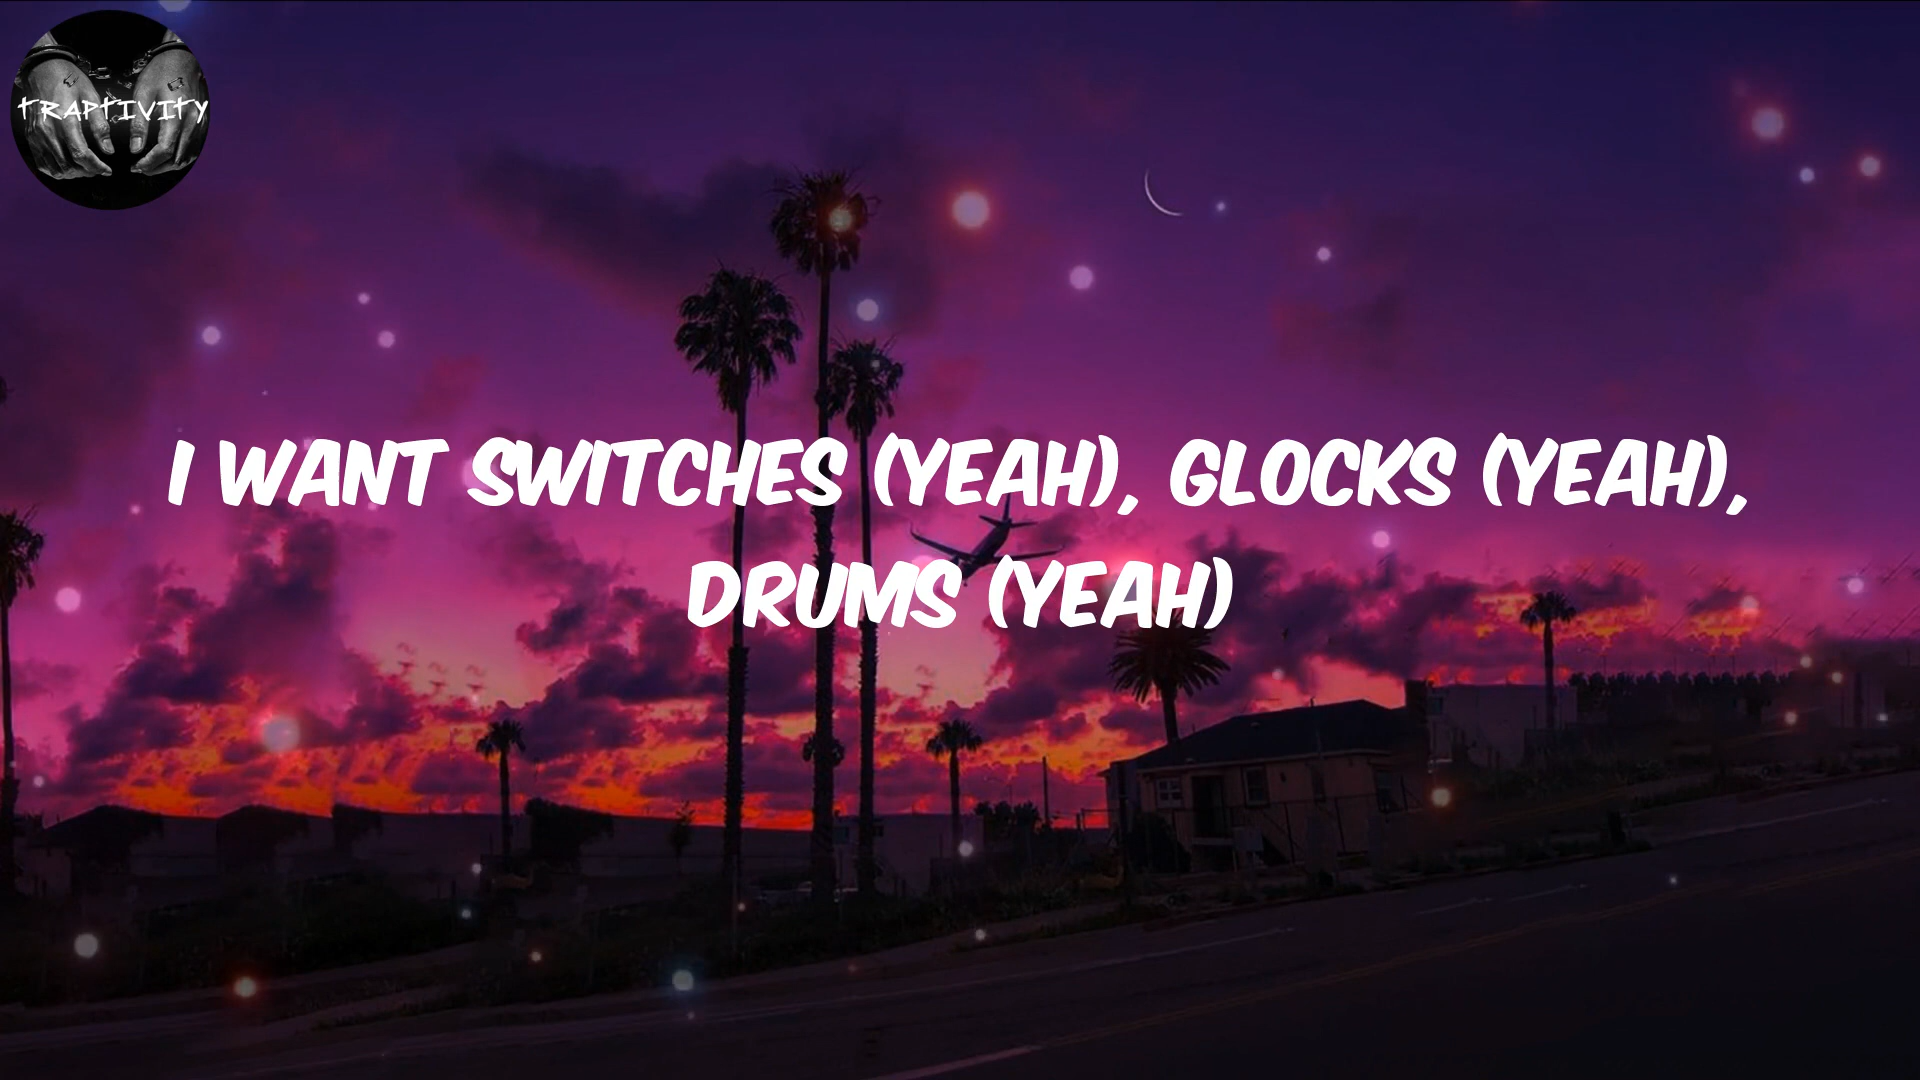 TRAPTIVITY
I WANT SWITCHES (YEAH), GLOCKS (YEAH),
DRUMS (YEAH)